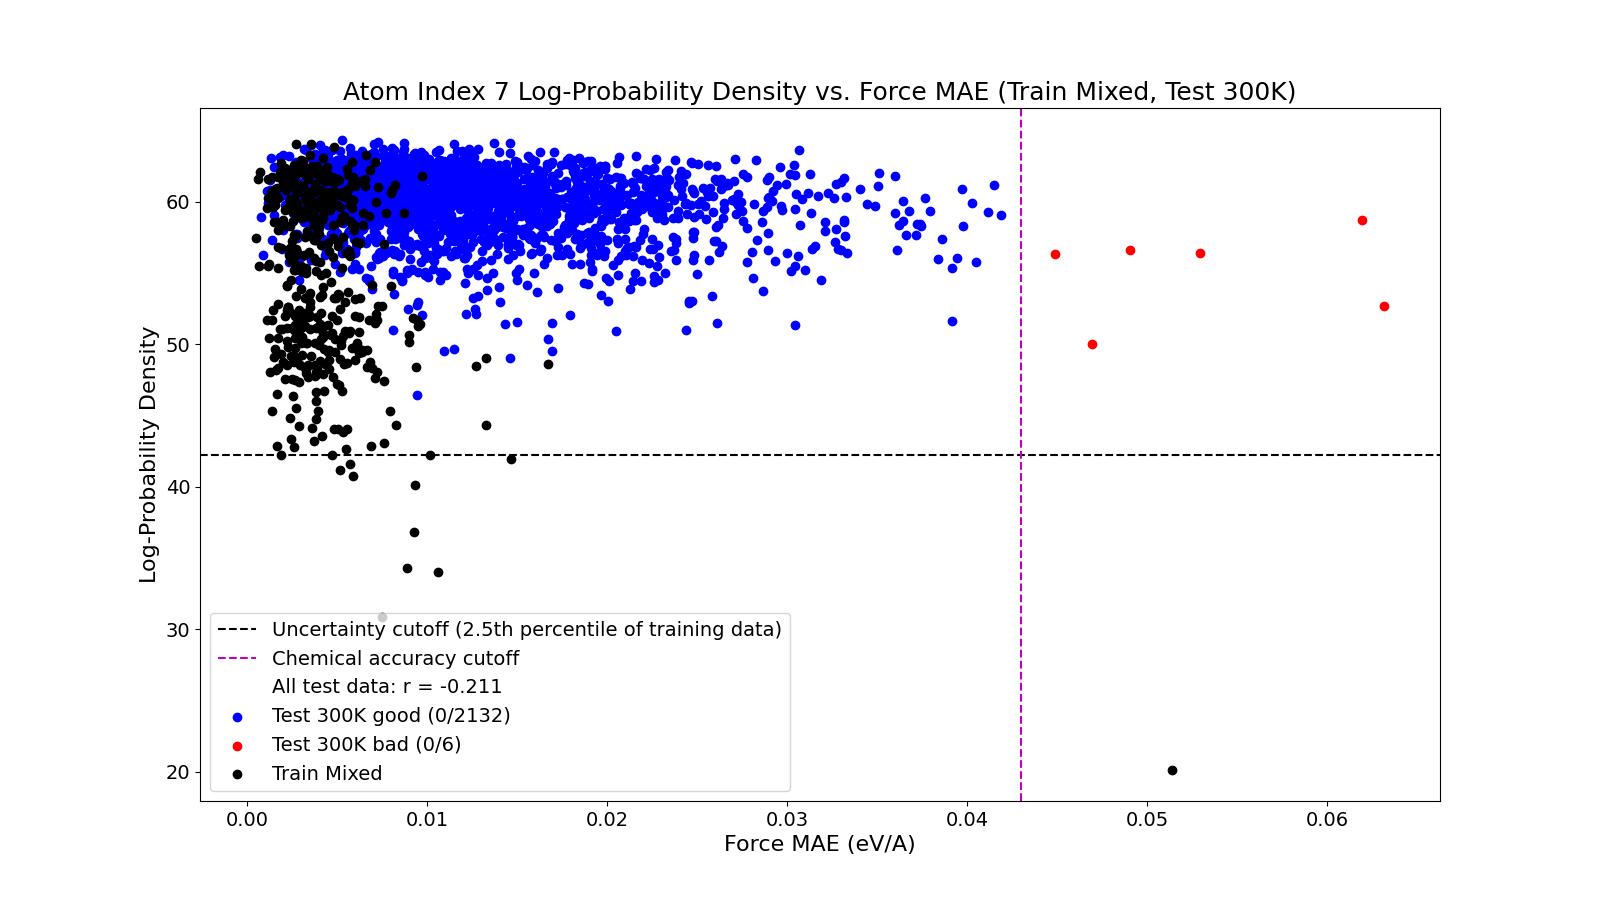 Atom Index 7 Log-Probability Density vs. Force MAE (Train Mixed, Test 300K)
Log-Probability Density
60
50
40
30
20
Uncertainty cutoff (2.5th percentile of training data)
Chemical accuracy cutoff
All test data: r = -0.211
Test 300K good (0/2132)
Test 300K bad (0/6)
Train Mixed
0.00
0.01
0.02
0.03
0.04
0.05
0.06
Force MAE (eV/A)